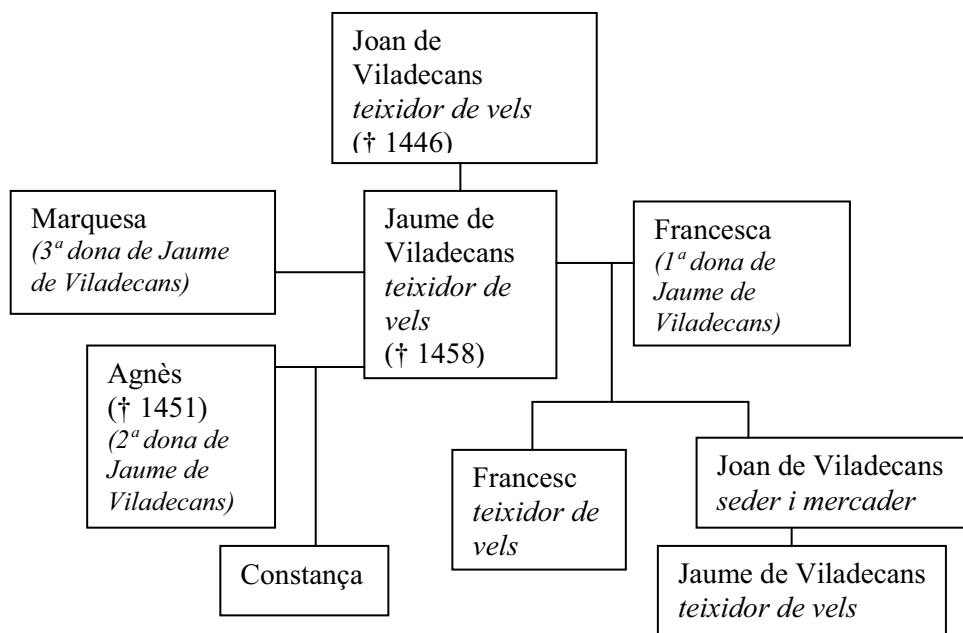 Joan de
Viladecans
teixidor de vels
(† 1446)
Marquesa
(3ª dona de Jaume
de Viladecans)
Jaume de
Viladecans
teixidor de
vels
(† 1458)
Francesca
(1ª dona de
Jaume de
Viladecans)
Agnès
(† 1451)
(2ª dona de
Jaume de
Viladecans)
Francesc
teixidor de
vels
Joan de Viladecans
seder i mercader
Constança
Jaume de Viladecans
teixidor de vels